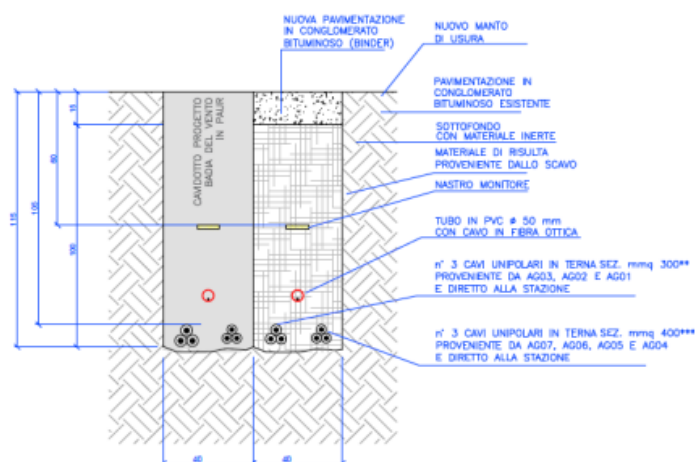 NUOVA PAVIMENTAZIONE
IN CONGLOMERATO
BITUMINOSO (BINDER)
NUOVO MANTO
DI USURA
PAVIMENTAZIONE IN
CONGLOMERATO
BITUMINOSO ESISTENTE
SOTTOFONDO
CON MATERIALE INERTE
MATERIALE DI RISULTA
PROVENIENTE DALLO SCAVO
NASTRO MONITORE
TUBO IN PVC ø 50 mm
CON CAVO IN FIBRA OTTICA
n° 3 CAVI UNIPOLARI IN TERNA SEZ. mmq 300**
PROVENIENTE DA AG03, AG02 E AG01
E DIRETTO ALLA STAZIONE
n° 3 CAVI UNIPOLARI IN TERNA SEZ. mmq 400***
PROVENIENTE DA AG07, AG06, AG05 E AG04
E DIRETTO ALLA STAZIONE
CAVIDOTTO PROGETTO
BADIA DEL VENTO
IN PAUR
115
105
60
15
100